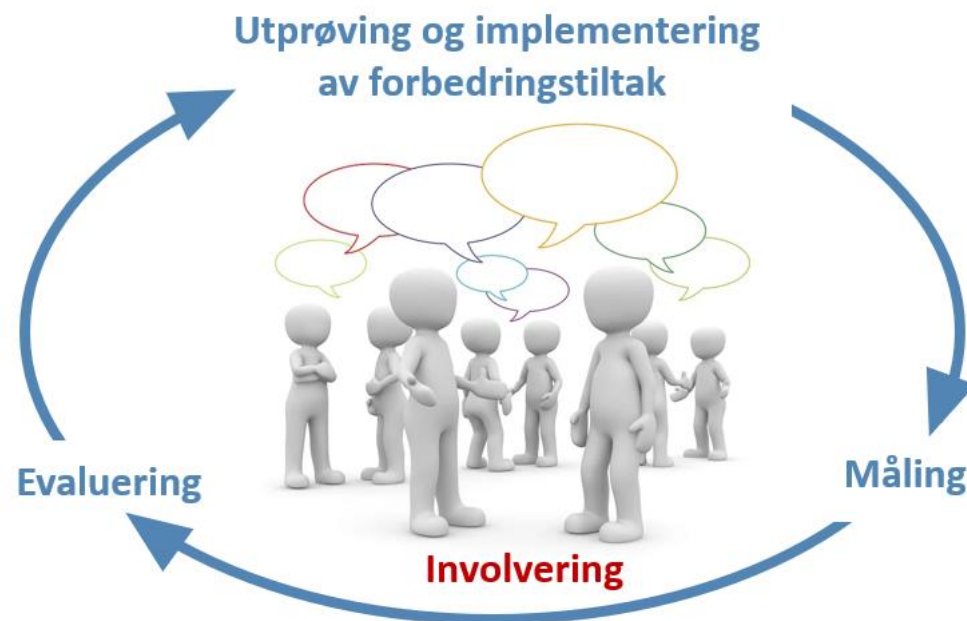 Utprøving og implementering
av forbedringstiltak
Evaluering
Måling
Involvering